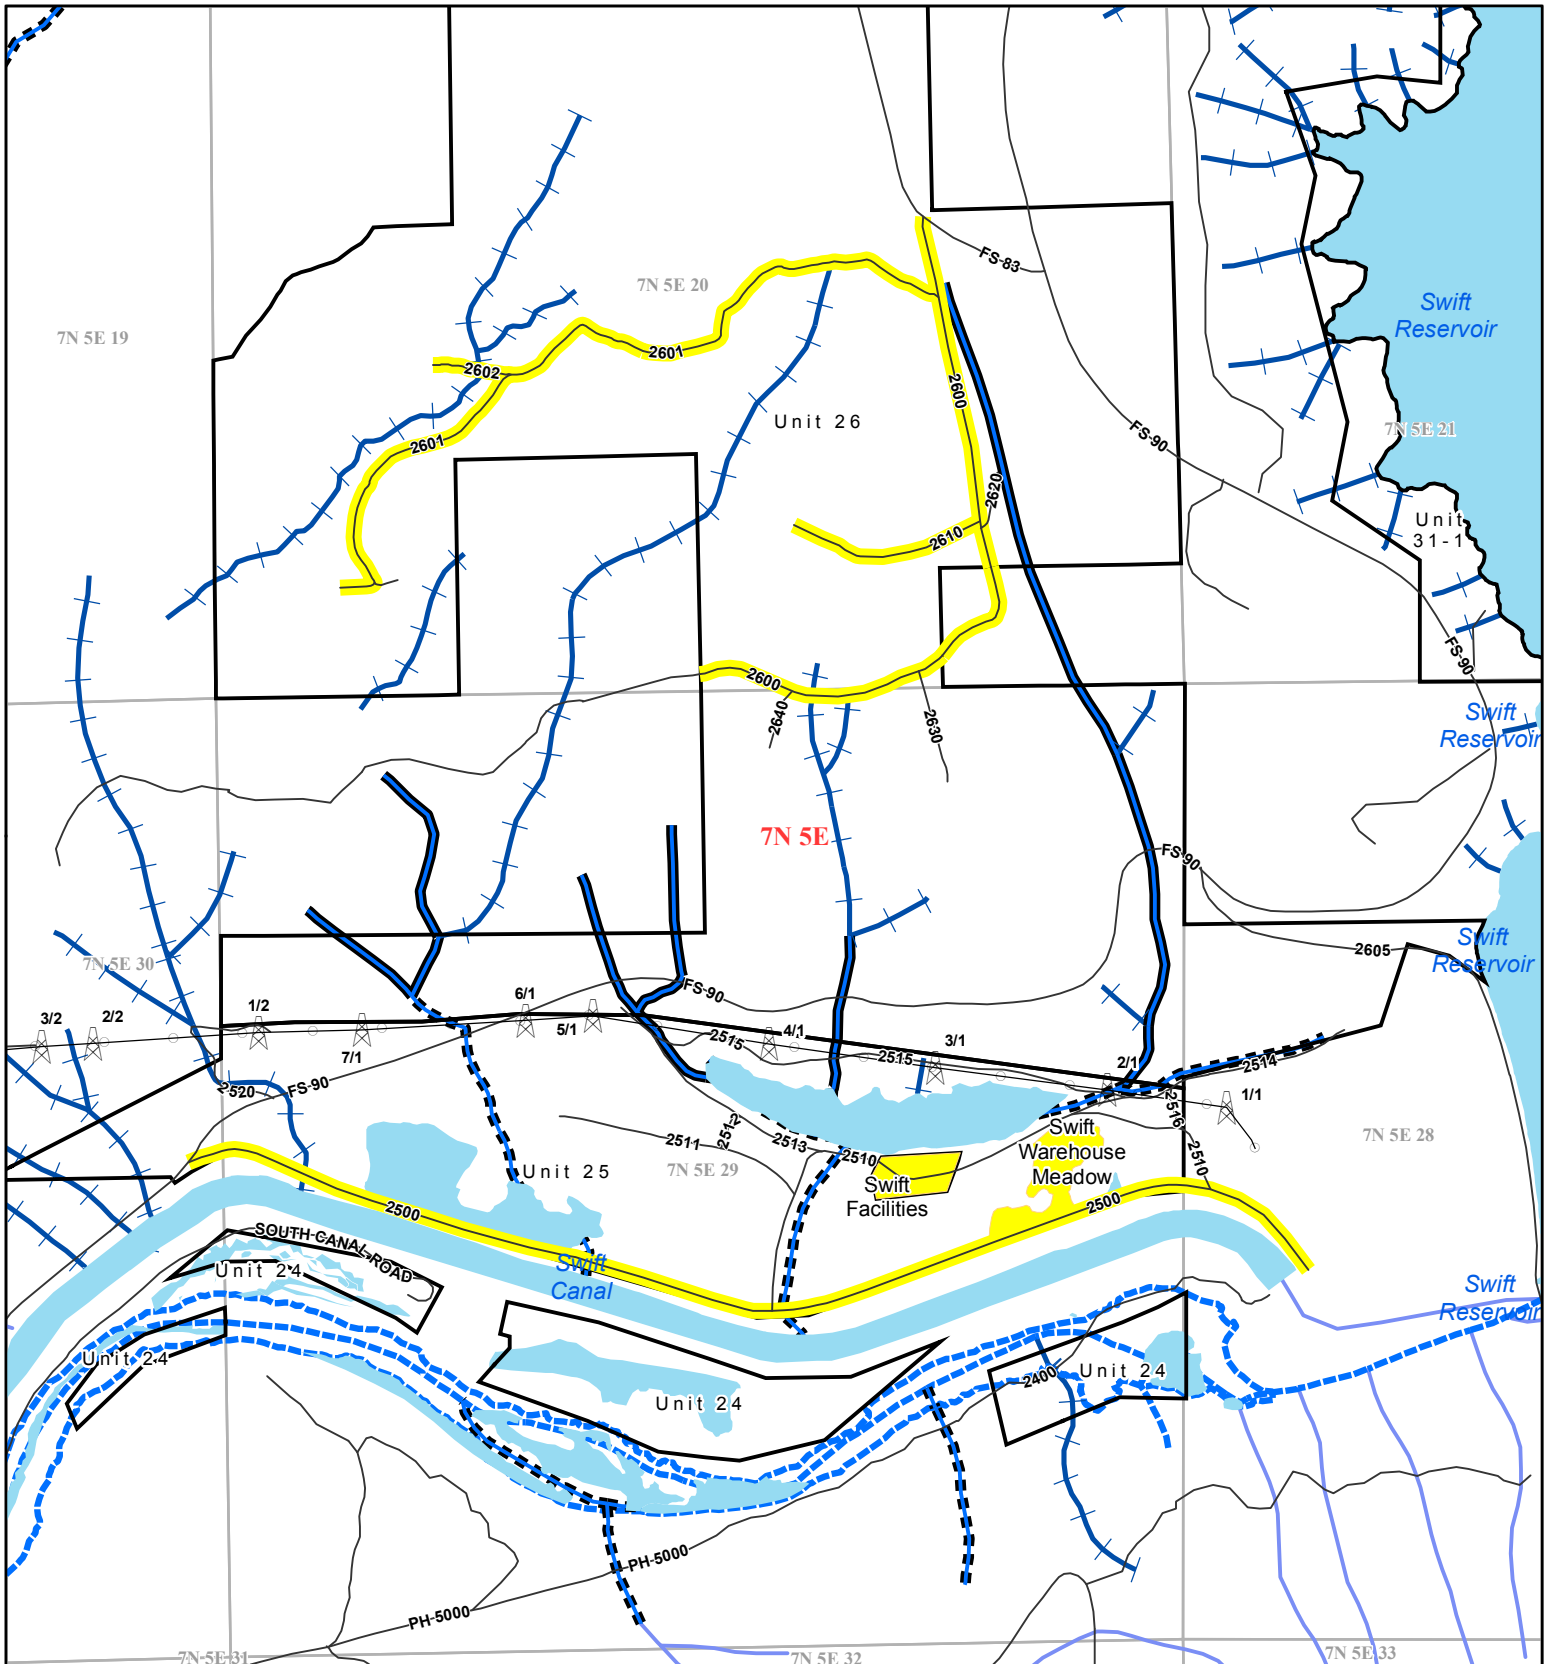 FS-83
7N 5E 20
Swift
Reservoir
7N 5E 19
2601
2602
2600
Unit 26
7N 5E 21
FS-90
2601
2620
Unit
31-1
2610
FS-90
2600
2640
2630
Swift
Reservoir
7N 5E
FS-90
7N 5E 30
2605
Swift
Reservoir
FS-90
6/1
3/2
2/2
1/2
7/1
5/1
4/1
2515
3/1
2515
2/1
2514
2520
FS-90
1/1
2516
2512
2511
2513
2510
Swift
Warehouse
Meadow
7N 5E 28
2510
Unit 25
7N 5E 29
Swift
Facilities
2500
2500
SOUTH CANAL ROAD
Unit 24
Swift
Canal
Swift
Reservoir
Unit 24
2400
Unit 24
Unit 24
PH-5000
PH-5000
7N 5E 31
7N 5E 32
7N 5E 33